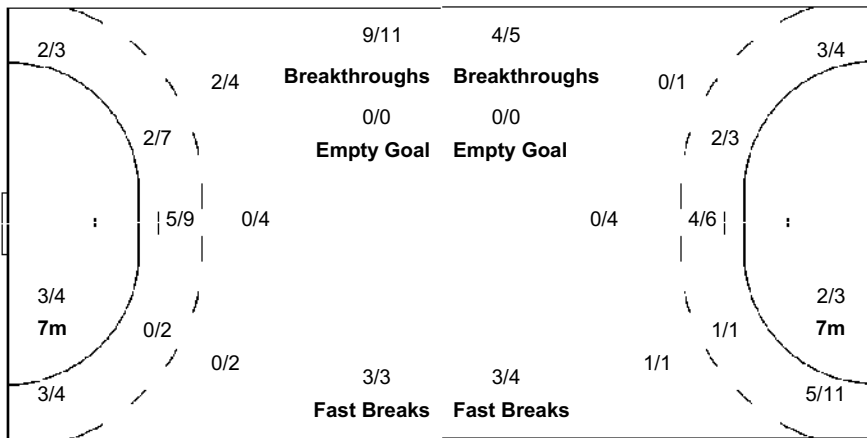 9/11 4/5
2/3 3/4
Breakthroughs Breakthroughs
2/4 0/1
0/0 0/0
2/7 2/3
Empty Goal Empty Goal
5/9 0/4 0/4 4/6
3/4 2/3
7m 0/2 1/1 7m
0/2 1/1
3/3 3/4
3/4 5/11
Fast Breaks Fast Breaks